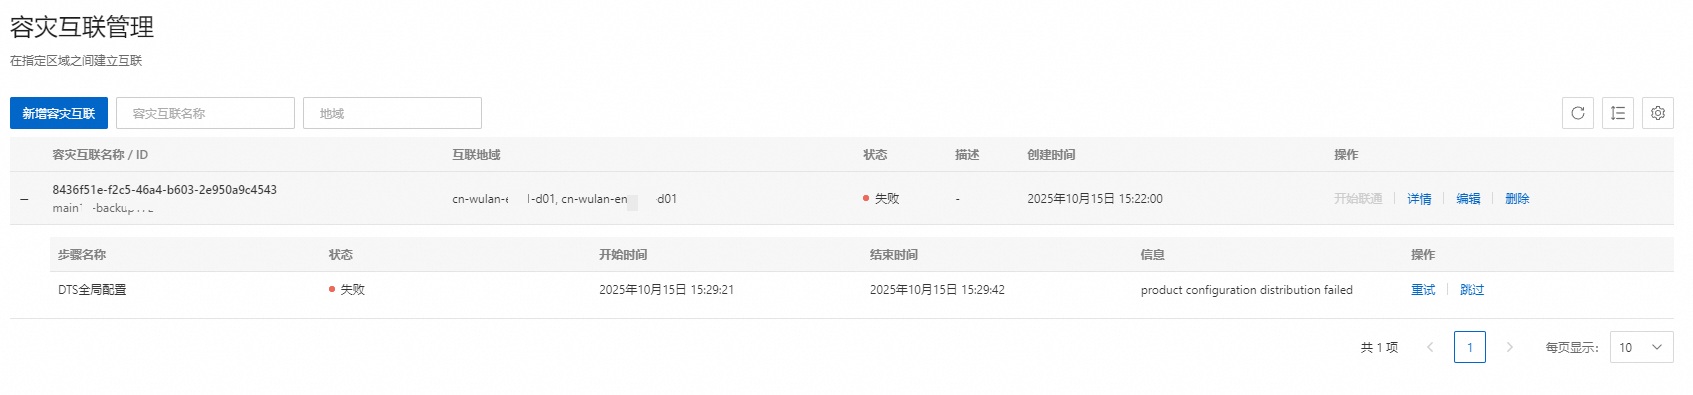 容灾互联管理
在指定区域之间建立互联
新增容灾互联 容灾互联名称 地域
容灾互联名称 / ID 互联地域 状态 描述 创建时间 操作
8436f51e-f2c5-46a4-b603-2e950a9c4543
cn-wulan- -d01, cn-wulan-en d01 失败 - 2025年10月15日 15:22:00 开始联通 详情 编辑 删除
main -backup
步骤名称 状态 开始时间 结束时间 信息 操作
DTS全局配置 失败 2025年10月15日 15:29:21 2025年10月15日 15:29:42 product configuration distribution failed 重试 跳过
共 1 项 1 每页显示: 10